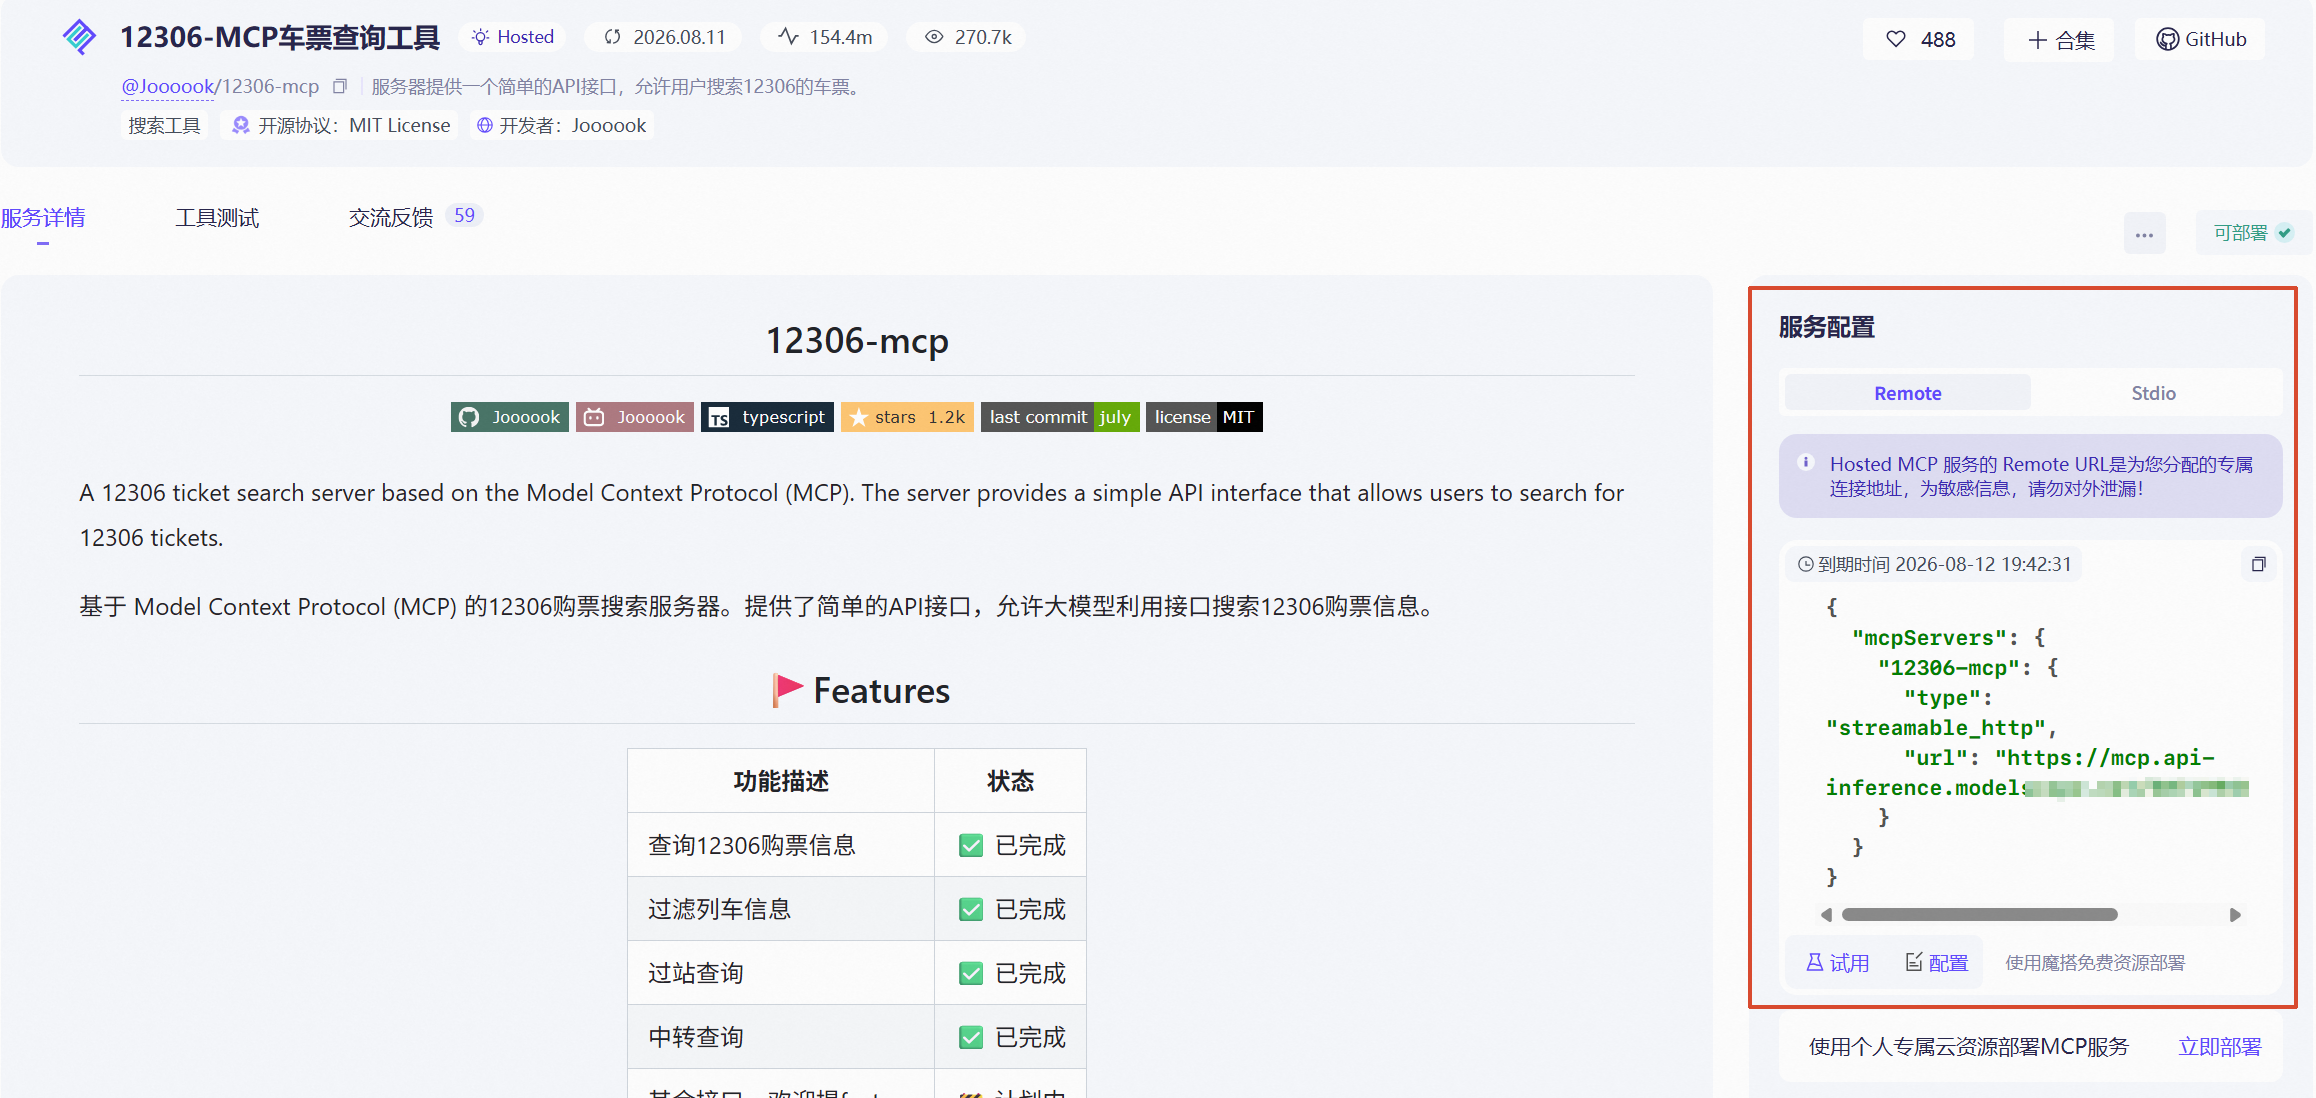 12306-MCP车票查询工具
Hosted
2026.08.11
154.4m
270.7k
488
合集
GitHub
@Joooook/12306-mcp
服务器提供一个简单的API接口，允许用户搜索12306的车票。
搜索工具
开源协议：MIT License
开发者：Joooook
服务详情
工具测试
交流反馈 59
...
可部署
12306-mcp
Joooook
Joooook
TS typescript
stars 1.2k
last commit july
license MIT
A 12306 ticket search server based on the Model Context Protocol (MCP). The server provides a simple API interface that allows users to search for
12306 tickets.
基于 Model Context Protocol (MCP) 的12306购票搜索服务器。提供了简单的API接口，允许大模型利用接口搜索12306购票信息。
Features
功能描述 状态
查询12306购票信息 已完成
过滤列车信息 已完成
过站查询 已完成
中转查询 已完成
服务配置
Remote
Stdio
Hosted MCP 服务的 Remote URL是为您分配的专属
连接地址，为敏感信息，请勿对外泄漏！
到期时间 2026-08-12 19:42:31
{
"mcpServers": {
"12306-mcp": {
"type":
"streamable_http",
"url": "https://mcp.api-
inference.models
}
}
}
试用
配置
使用魔搭免费资源部署
使用个人专属云资源部署MCP服务
立即部署